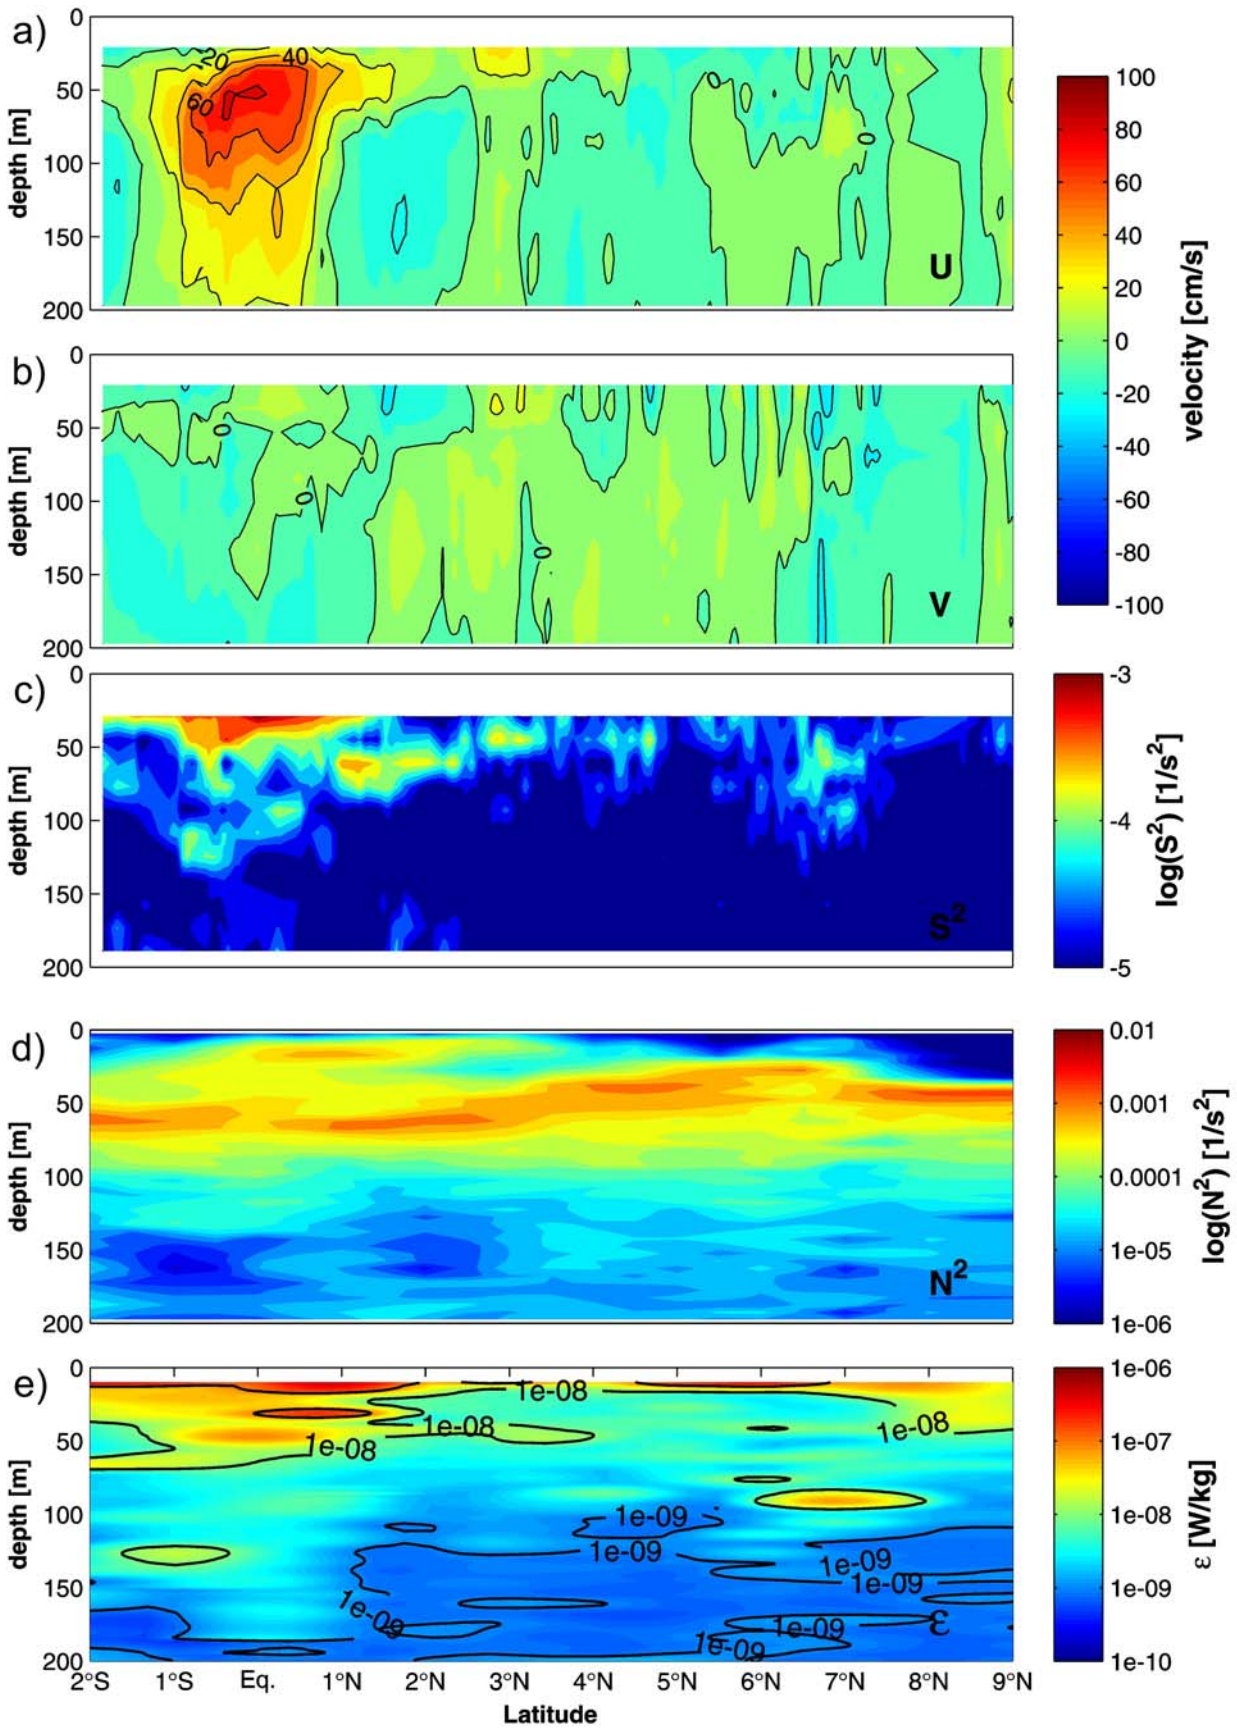 a)
0
50
100
150
200
depth [m]
20
40
60
0
0
U
b)
0
50
100
150
200
depth [m]
0
0
0
V
100
80
60
40
20
0
-20
-40
-60
-80
-100
velocity [cm/s]
c)
0
50
100
150
200
depth [m]
S²
-3
-4
-5
log(S²) [1/s²]
d)
0
50
100
150
200
depth [m]
N²
0.01
0.001
0.0001
1e-05
1e-06
log(N²) [1/s²]
e)
0
50
100
150
200
depth [m]
1e-08
1e-08
1e-08
1e-08
1e-09
1e-09
1e-09
1e-09
1e-09
1e-09
1e-09
ε
1e-06
1e-07
1e-08
1e-09
1e-10
ε [W/kg]
2°S 1°S Eq. 1°N 2°N 3°N 4°N 5°N 6°N 7°N 8°N 9°N
Latitude